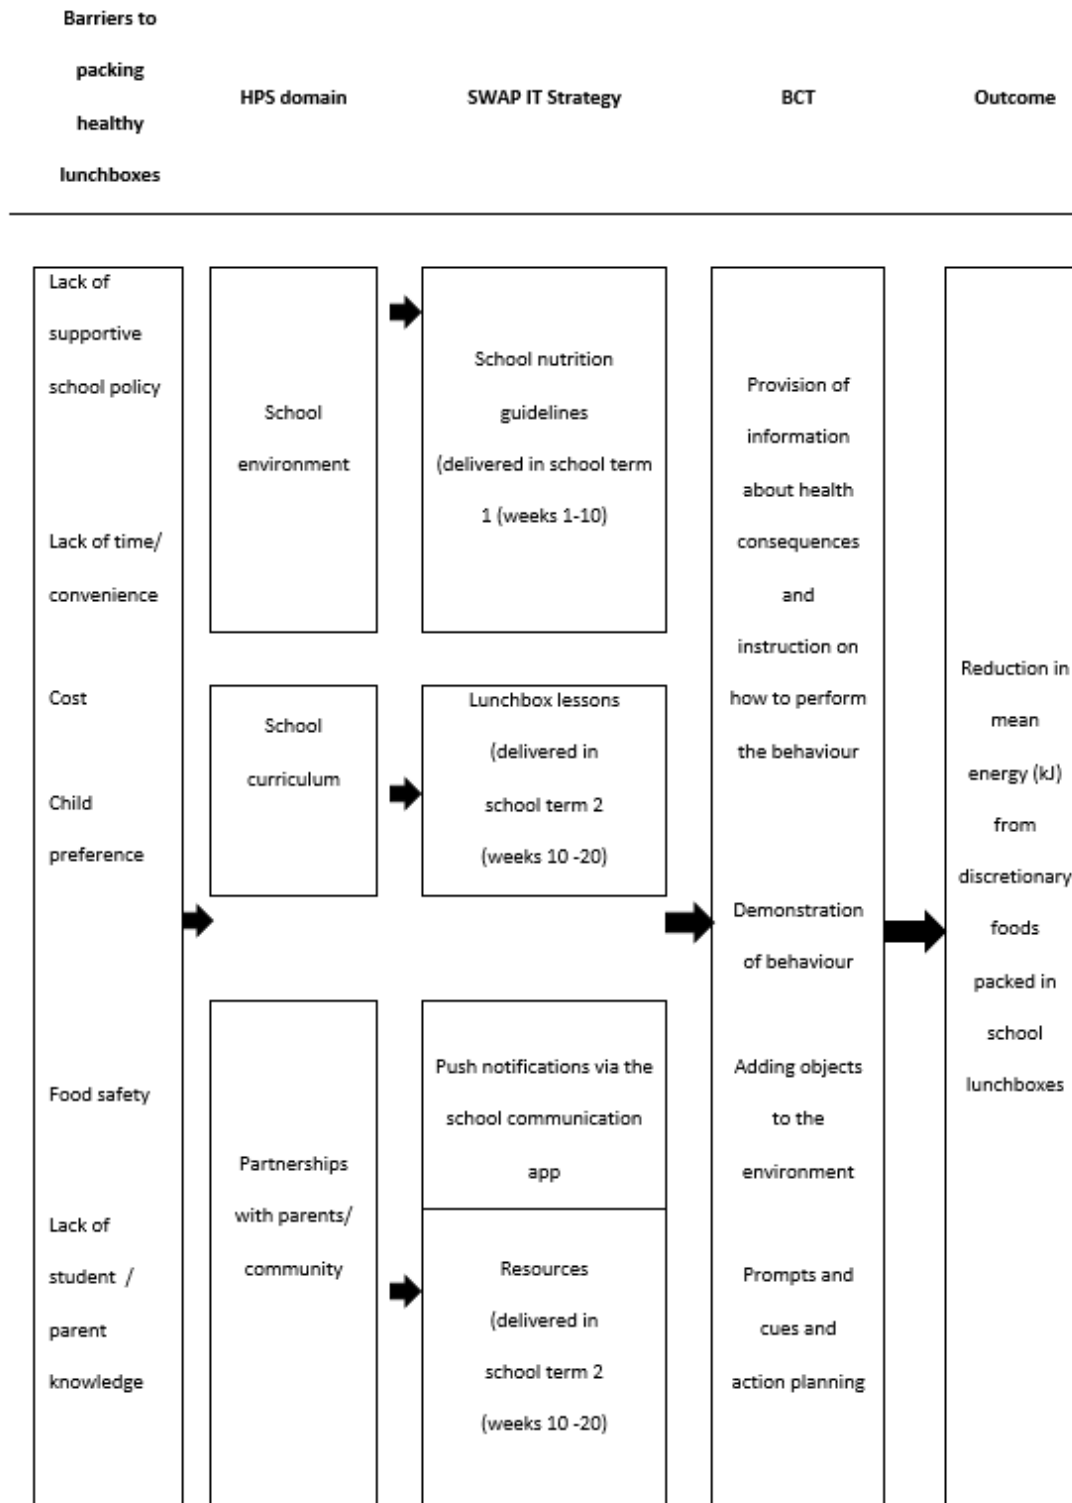 Barriers to
packing
healthy
lunchboxes
HPS domain
SWAP IT Strategy
BCT
Outcome
Lack of
supportive
school policy
Lack of time/
convenience
Cost
Child
preference
Food safety
Lack of
student /
parent
knowledge
School
environment
School
curriculum
Partnerships
with parents/
community
School nutrition
guidelines
(delivered in school term
1 (weeks 1-10)
Lunchbox lessons
(delivered in
school term 2
(weeks 10 -20)
Push notifications via the
school communication
app
Resources
(delivered in
school term 2
(weeks 10 -20)
Provision of
information
about health
consequences
and
instruction on
how to perform
the behaviour
Demonstration
of behaviour
Adding objects
to the
environment
Prompts and
cues and
action planning
Reduction in
mean
energy (kJ)
from
discretionary
foods
packed in
school
lunchboxes